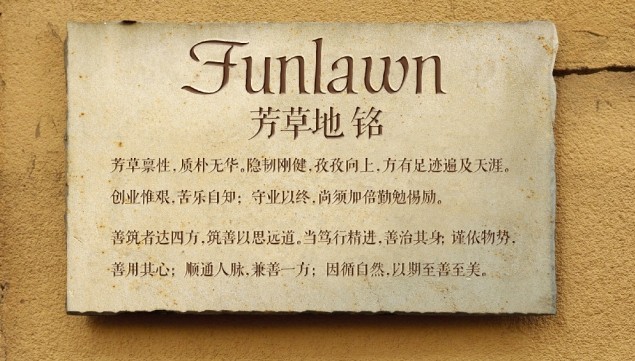 Funlawn
芳草地 铭
芳草禀性，质朴无华。隐韧刚健，孜孜向上，方有足迹遍及天涯。
创业惟艰，苦乐自知；守业以终，尚须加倍勤勉惕励。
善筑者达四方，筑善以思远道。当笃行精进，善治其身；谨依物势，
善用其心；顺通人脉，兼善一方；因循自然，以期至善至美。